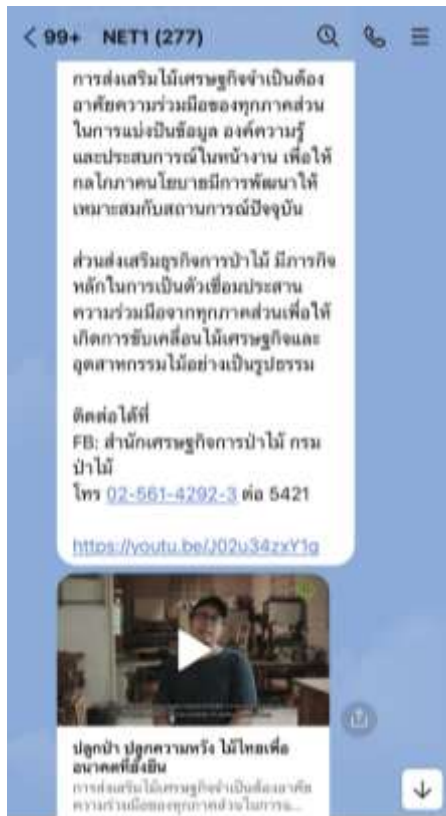 99+ NET1 (277)
การส่งเสริมไม้เศรษฐกิจจำเป็นต้อง
อาศัยความร่วมมือของทุกภาคส่วน
ในการแบ่งปันข้อมูล องค์ความรู้
และประสบการณ์ในหน้างาน เพื่อให้
กลไกภาคนโยบายมีการพัฒนาให้
เหมาะสมกับสถานการณ์ปัจจุบัน
ส่วนส่งเสริมธุรกิจการป่าไม้ มีภารกิจ
หลักในการเป็นตัวเชื่อมประสาน
ความร่วมมือจากทุกภาคส่วนเพื่อให้
เกิดการขับเคลื่อนไม้เศรษฐกิจและ
อุตสาหกรรมไม้อย่างเป็นรูปธรรม
ติดต่อได้ที่
FB: สำนักเศรษฐกิจการป่าไม้ กรม
ป่าไม้
โทร 02-561-4292-3 ต่อ 5421
https://youtu.be/J02u34zxY1g
ปลูกป่า ปลูกความหวัง ไม้ไทยเพื่อ
อนาคตที่ยั่งยืน
การส่งเสริมไม้เศรษฐกิจจำเป็นต้องอาศัย
ความร่วมมือของทุกภาคส่วนในการแ...